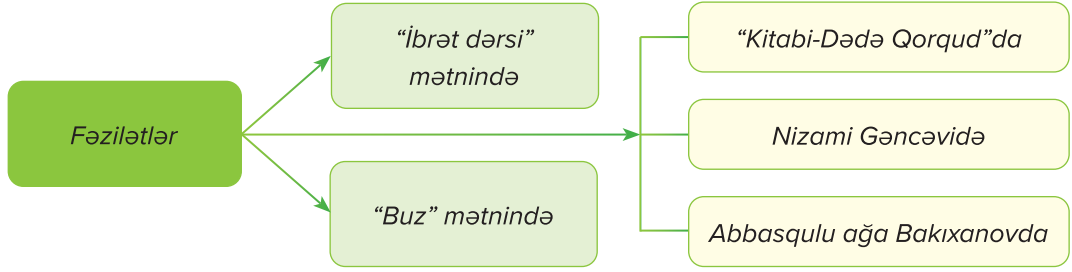 Fəzilətlər
“İbrət dərsi”
mətnində
“Buz” mətnində
“Kitabi-Dədə Qorqud”da
Nizami Gəncəvidə
Abbasqulu ağa Bakıxanovda